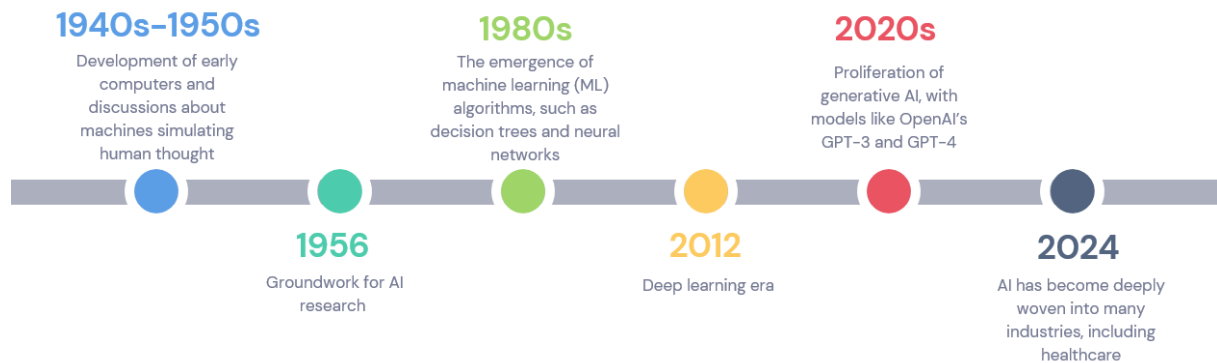 1940s-1950s
Development of early
computers and
discussions about
machines simulating
human thought
1956
Groundwork for AI
research
1980s
The emergence of
machine learning (ML)
algorithms, such as
decision trees and neural
networks
2012
Deep learning era
2020s
Proliferation of
generative AI, with
models like OpenAI's
GPT-3 and GPT-4
2024
AI has become deeply
woven into many
industries, including
healthcare